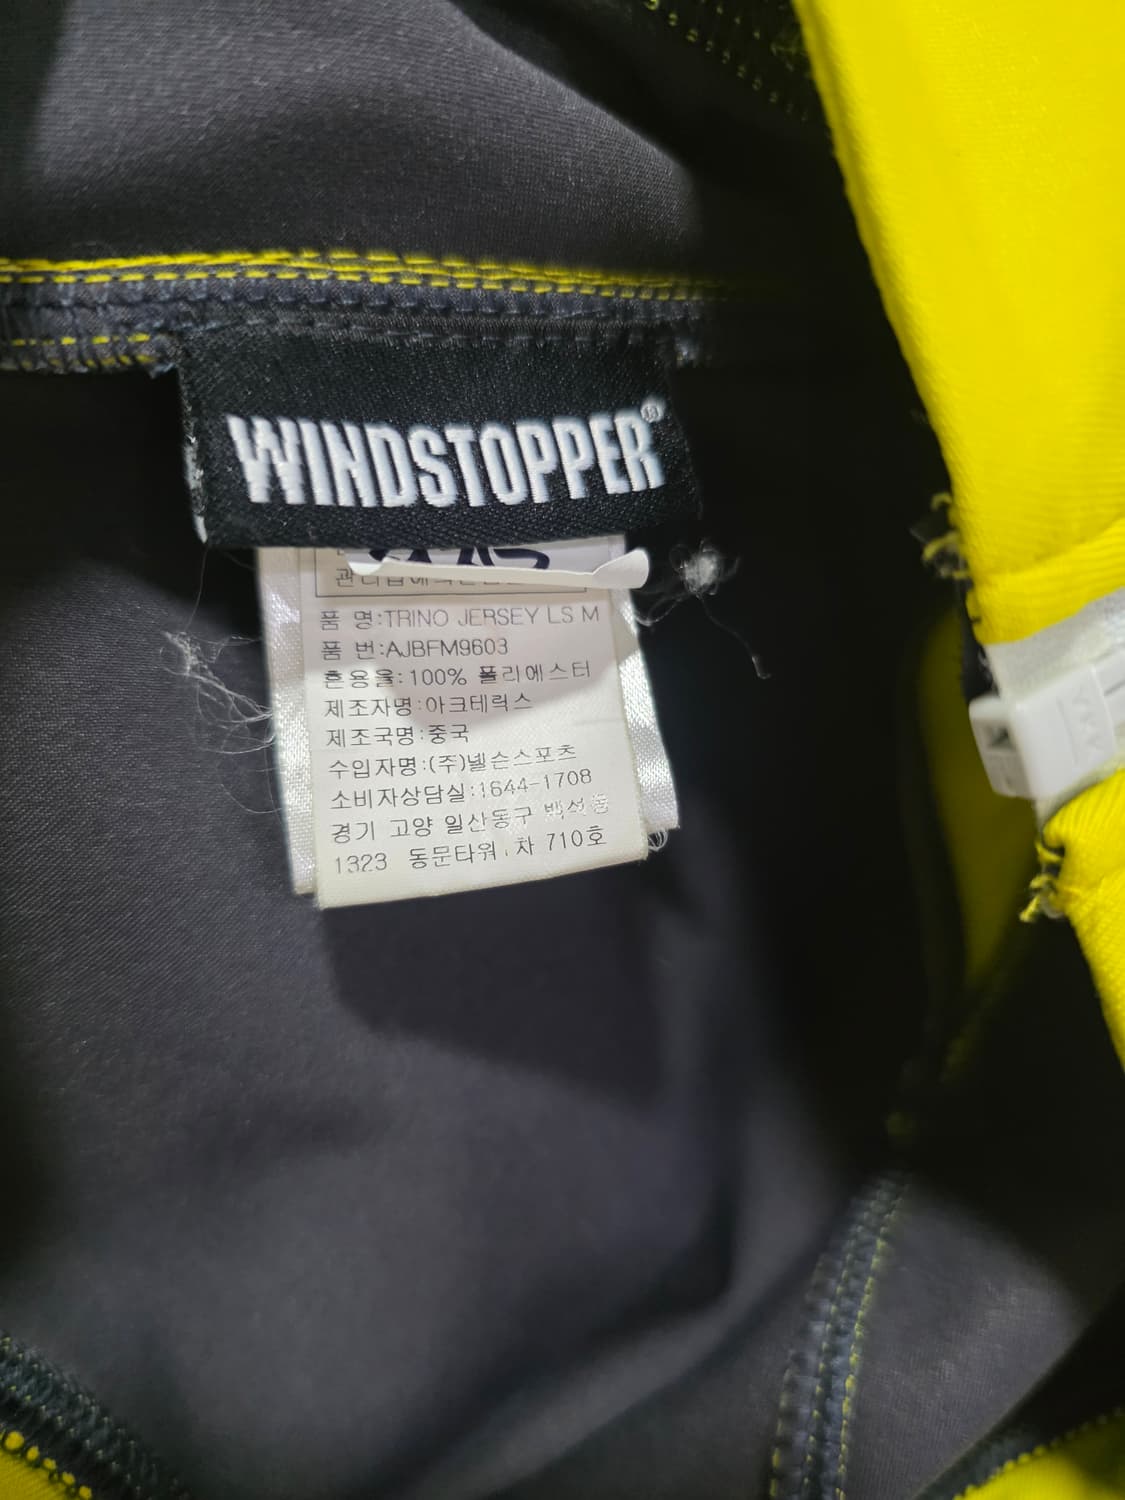 WINDSTOPPER®
품 명:TRINO JERSEY LS M
품 번:AJBFM9603
혼용율:100% 폴리에스터
제조자명:아크테릭스
제조국명:중국
수입자명:(주)넬슨스포츠
소비자상담실:1644-1708
경기 고양 일산동구 백석동
1323 동문타워 차 710호